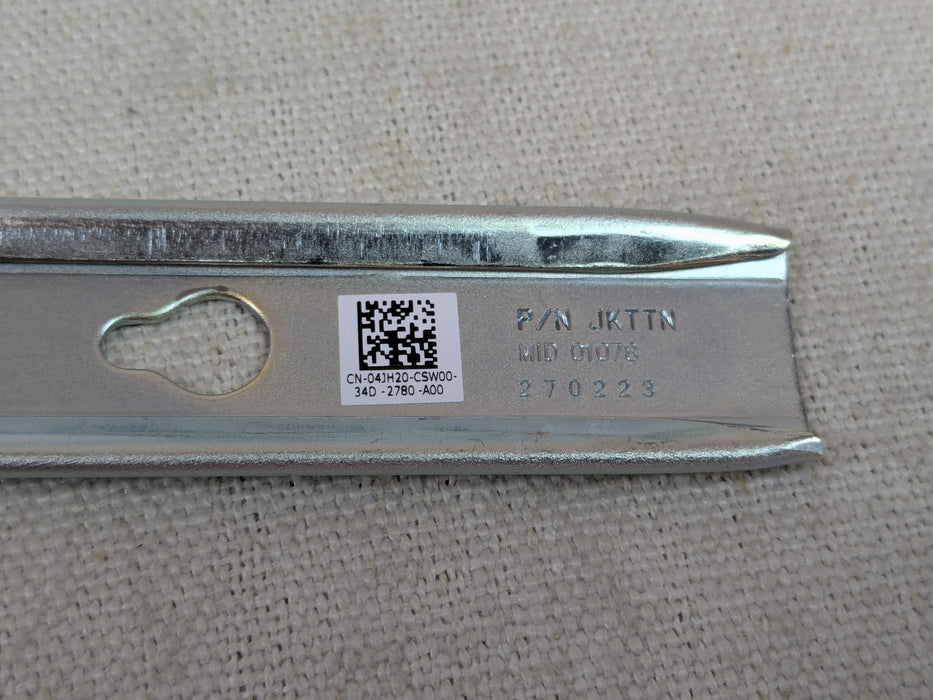 CN-04JH20-CSW00-
34D -2780 -A00
P/N JKTTN
MID 01078
270223